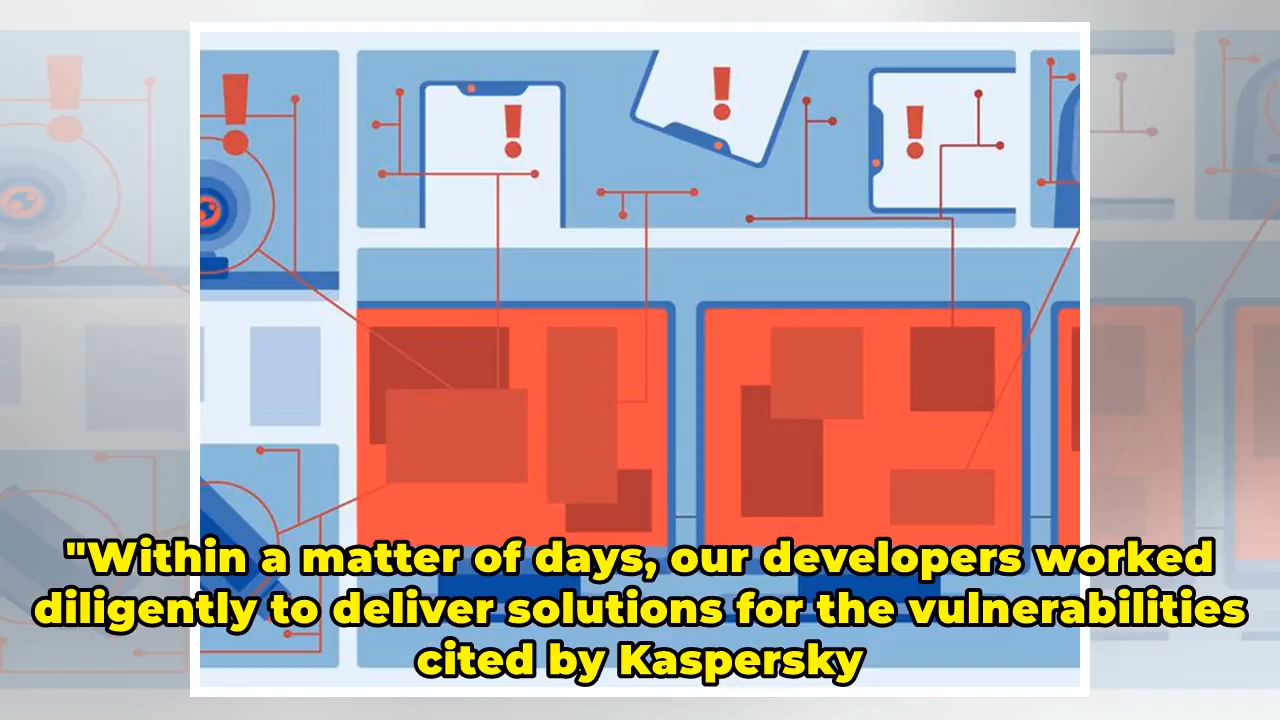 "Within a matter of days, our developers worked
diligently to deliver solutions for the vulnerabilities
cited by Kaspersky